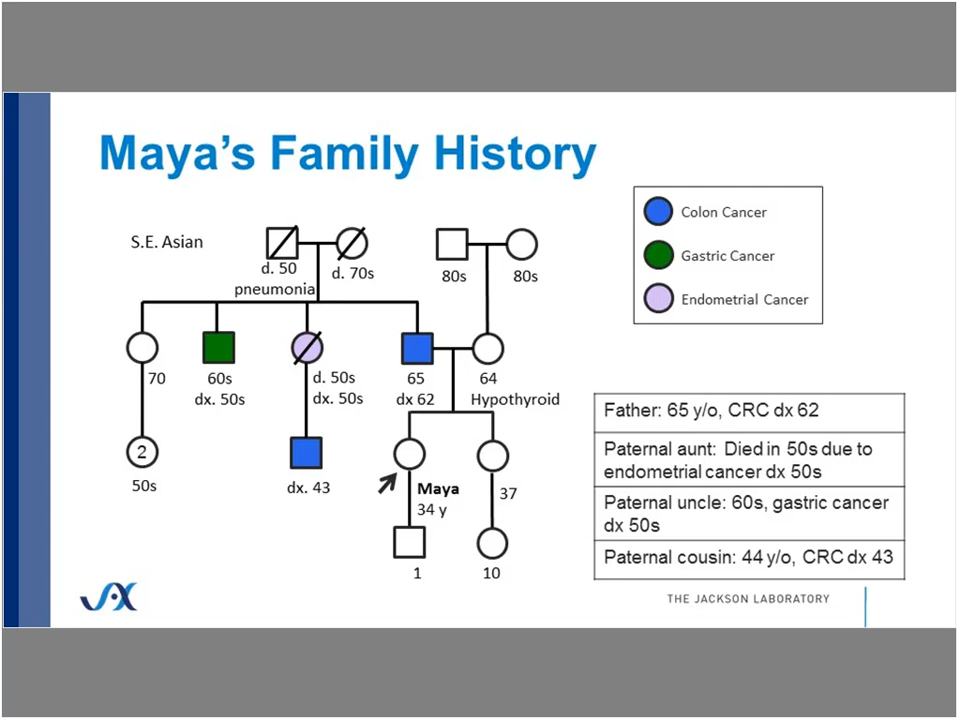 Maya's Family History
S.E. Asian
d. 50
pneumonia
d. 70s
80s
80s
Colon Cancer
Gastric Cancer
Endometrial Cancer
70
60s
dx. 50s
d. 50s
dx. 50s
65
dx 62
64
Hypothyroid
2
50s
dx. 43
Maya
34 y
37
1
10
Father: 65 y/o, CRC dx 62
Paternal aunt: Died in 50s due to
endometrial cancer dx 50s
Paternal uncle: 60s, gastric cancer
dx 50s
Paternal cousin: 44 y/o, CRC dx 43
JAX
THE JACKSON LABORATORY